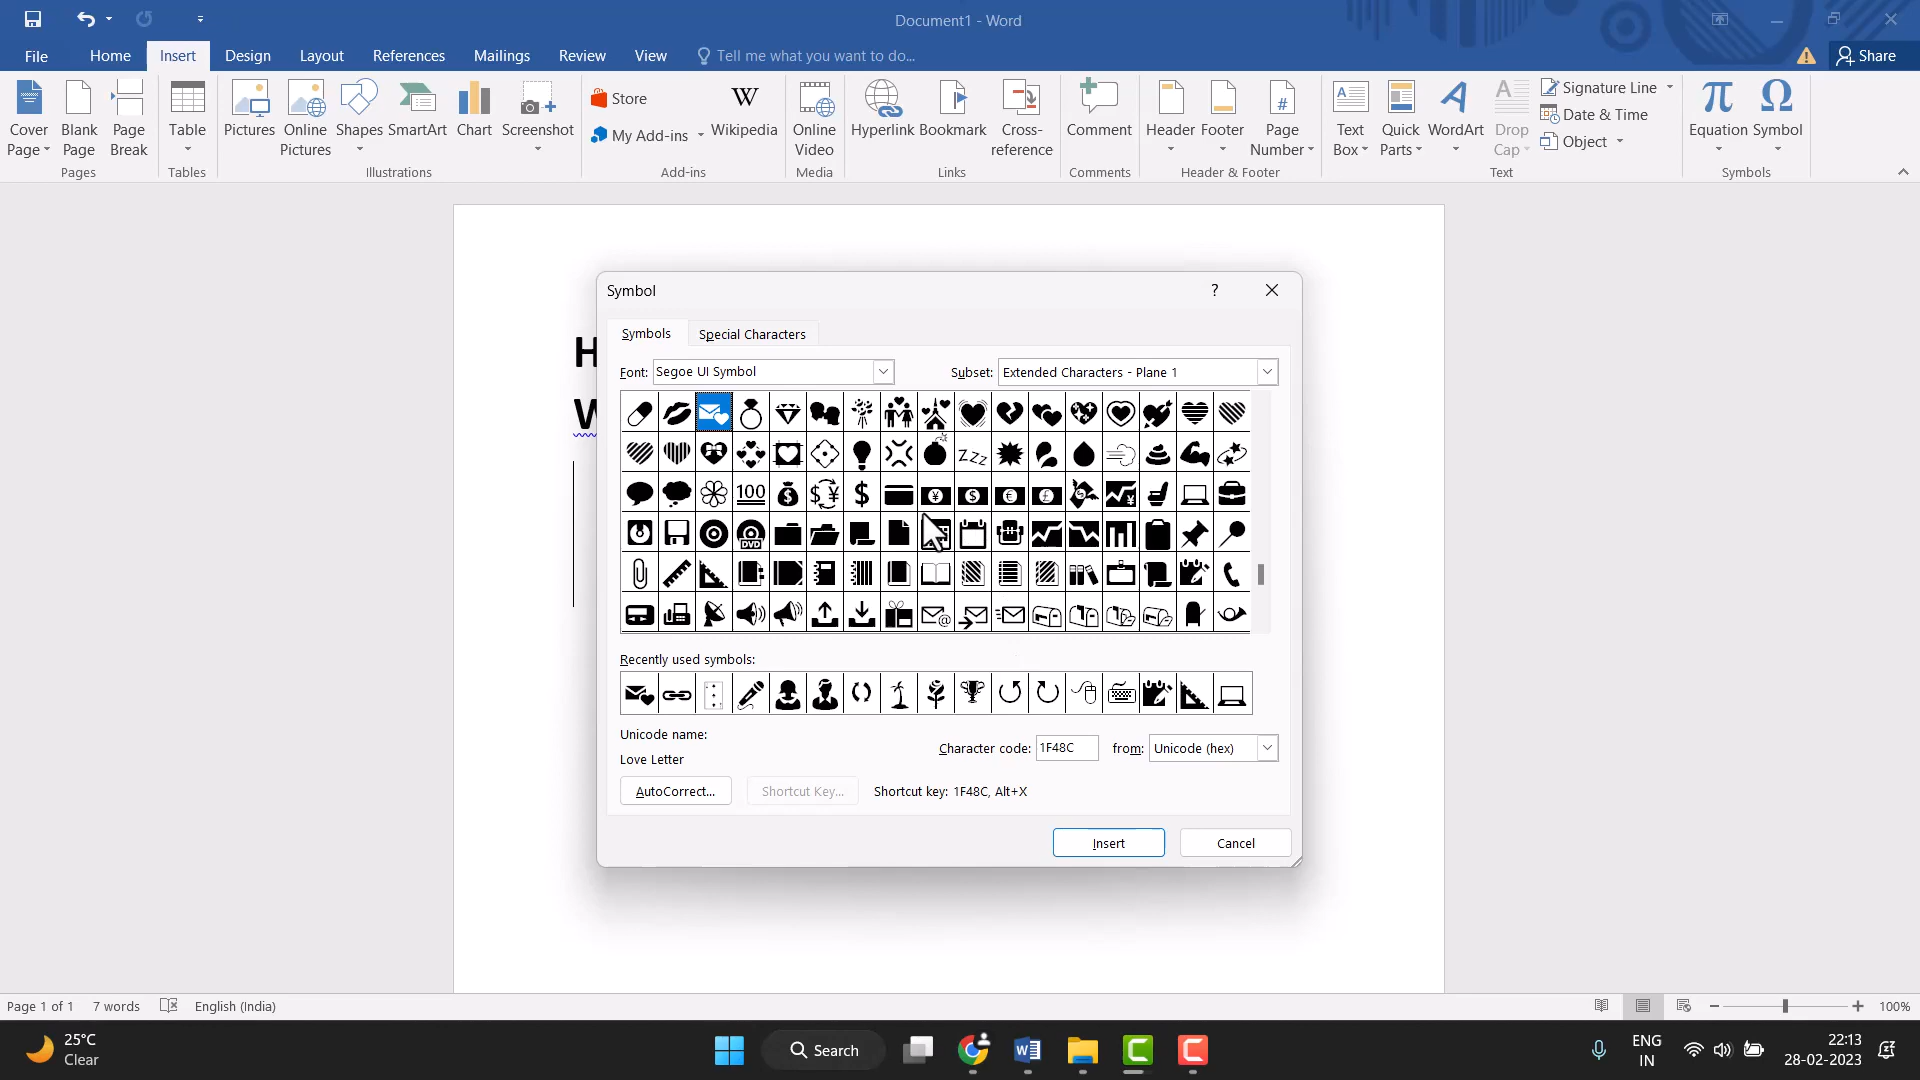 Document1 - Word
File Home Insert Design Layout References Mailings Review View Tell me what you want to do... Share
Cover Page
Blank Page
Page Break
Pages
Table
Tables
Pictures
Online Pictures
Shapes
SmartArt
Chart
Screenshot
Illustrations
Store
My Add-ins
Wikipedia
Add-ins
Online Video
Media
Hyperlink
Bookmark
Cross-reference
Links
Comment
Comments
Header
Footer
Page Number
Header & Footer
Text Box
Quick Parts
WordArt
Drop Cap
Signature Line
Date & Time
Object
Text
Equation
Symbol
Symbols
H
W
Symbol
?
Symbols Special Characters
Font: Segoe UI Symbol Subset: Extended Characters - Plane 1
zzz
100
DVD
Recently used symbols:
Unicode name:
Love Letter
Character code: 1F48C from: Unicode (hex)
AutoCorrect... Shortcut Key... Shortcut key: 1F48C, Alt+X
Insert Cancel
Page 1 of 1 7 words English (India) 100%
25°C
Clear
Search
ENG
IN
22:13
28-02-2023